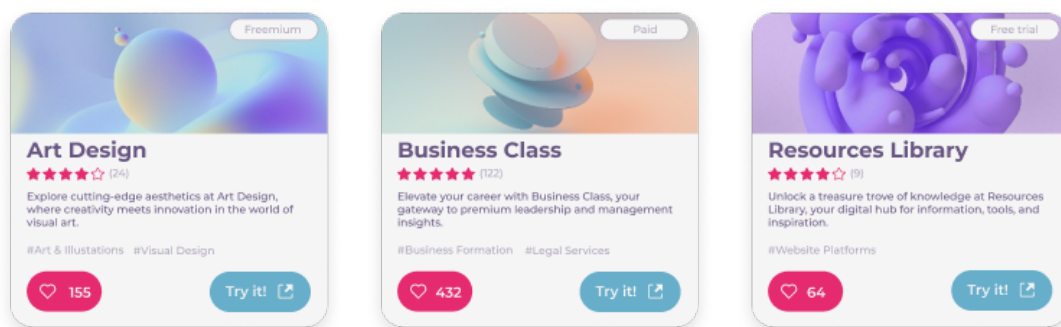 Freemium
Art Design
(24)
Explore cutting-edge aesthetics at Art Design,
where creativity meets innovation in the world of
visual art.
#Art & Illustations #Visual Design
155 Try it!
Paid
Business Class
(122)
Elevate your career with Business Class, your
gateway to premium leadership and management
insights.
#Business Formation #Legal Services
432 Try it!
Free trial
Resources Library
(9)
Unlock a treasure trove of knowledge at Resources
Library, your digital hub for information, tools, and
inspiration.
#Website Platforms
64 Try it!